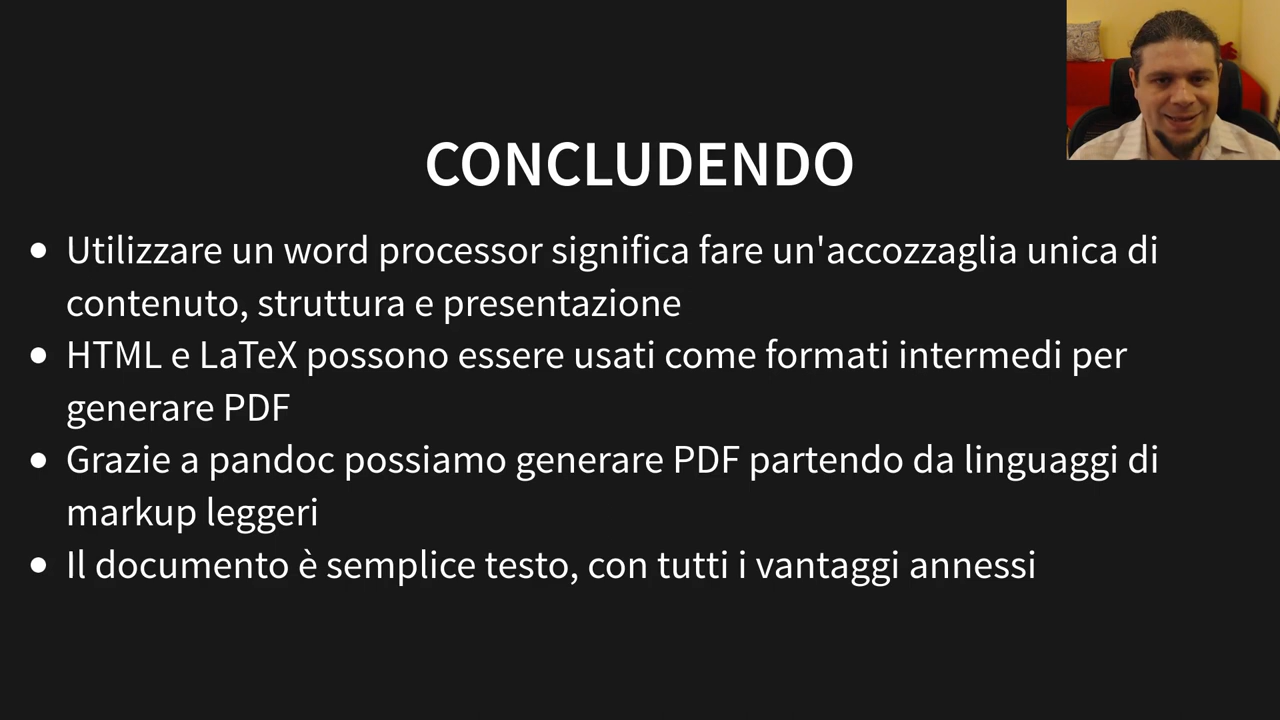 CONCLUDENDO
• Utilizzare un word processor significa fare un'accozzaglia unica di
contenuto, struttura e presentazione
• HTML e LaTeX possono essere usati come formati intermedi per
generare PDF
• Grazie a pandoc possiamo generare PDF partendo da linguaggi di
markup leggeri
• Il documento è semplice testo, con tutti i vantaggi annessi